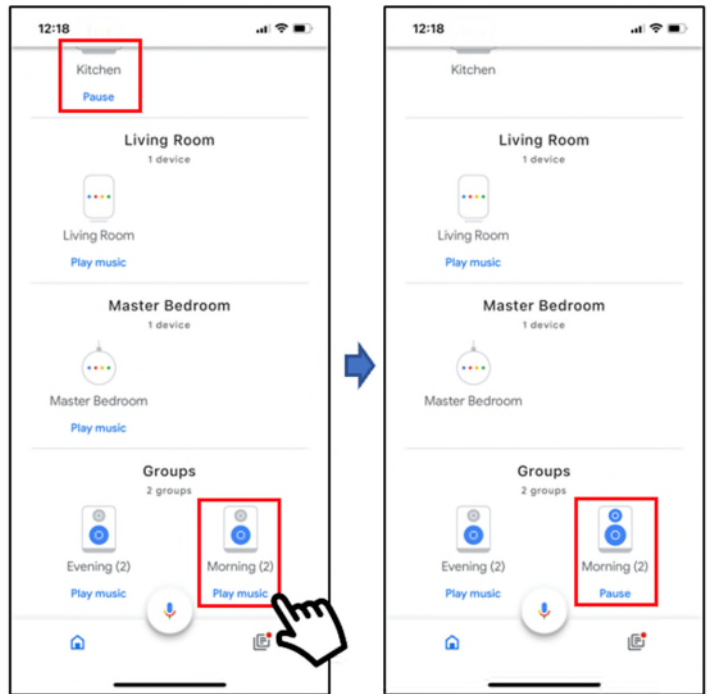 12:18
Kitchen
Pause
Living Room
1 device
Living Room
Play music
Master Bedroom
1 device
Master Bedroom
Play music
Groups
2 groups
Evening (2)
Morning (2)
Play music
Play music
12:18
Kitchen
Living Room
1 device
Living Room
Play music
Master Bedroom
1 device
Master Bedroom
Groups
2 groups
Evening (2)
Morning (2)
Play music
Pause